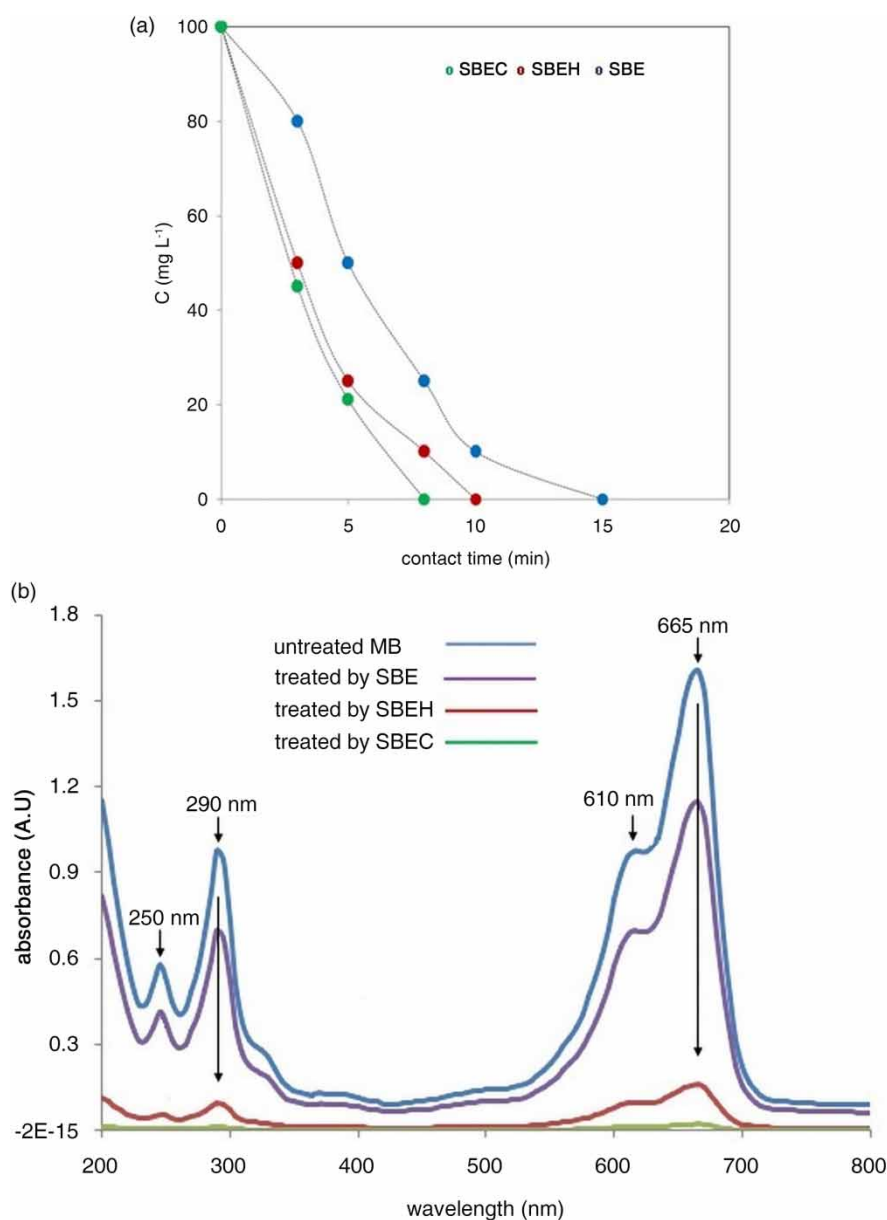 (a)
100
80
60
40
20
0
C (mg L⁻¹)
SBEC SBEH SBE
0 5 10 15 20
contact time (min)
(b)
1.8
1.5
1.2
0.9
0.6
0.3
-2E-15
absorbance (A.U)
untreated MB
treated by SBE
treated by SBEH
treated by SBEC
665 nm
610 nm
290 nm
250 nm
200 300 400 500 600 700 800
wavelength (nm)